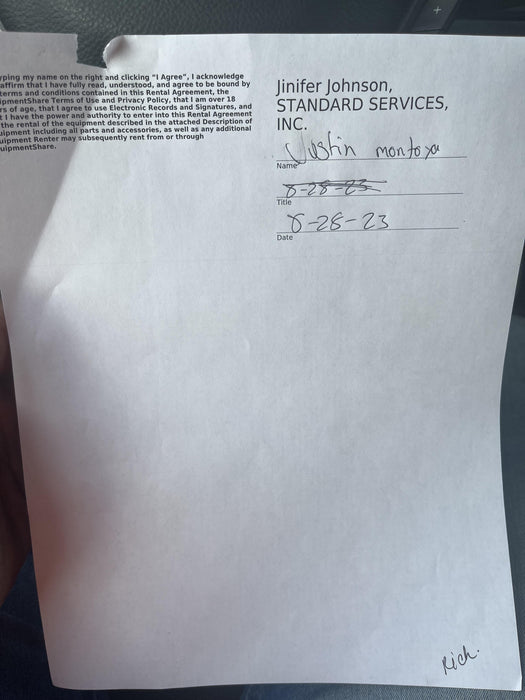 ping my name on the right and clicking "I Agree", I acknowledge
affirm that I have fully read, understood, and agree to be bound by
terms and conditions contained in this Rental Agreement, the
ipmentShare Terms of Use and Privacy Policy, that I am over 18
rs of age, that I agree to use Electronic Records and Signatures, and
t I have the power and authority to enter into this Rental Agreement
the rental of the equipment described in the attached Description of
uipment including all parts and accessories, as well as any additional
uipment Renter may subsequently rent from or through
uipmentShare.
Jinifer Johnson,
STANDARD SERVICES,
INC.
Justin montoya
Name
8-28-23
Title
8-28-23
Date
Rich.